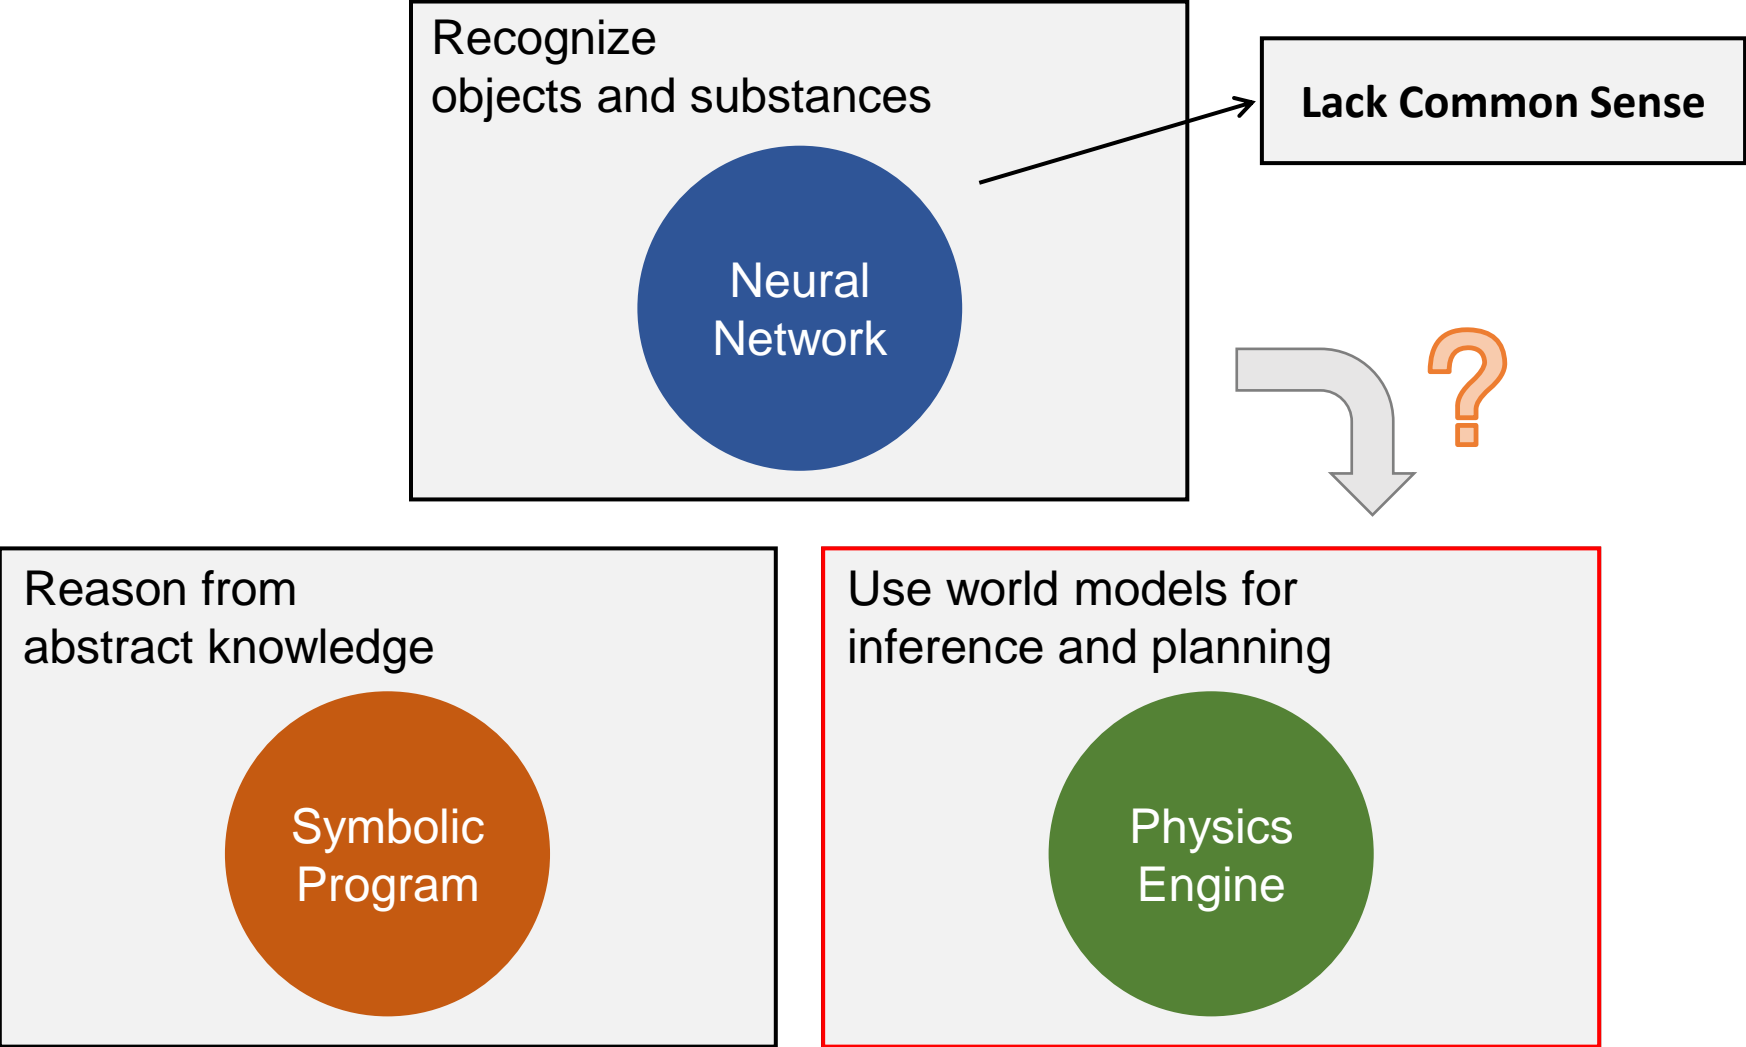 Recognize
objects and substances
Lack Common Sense
Neural
Network
?
Reason from
abstract knowledge
Symbolic
Program
Use world models for
inference and planning
Physics
Engine